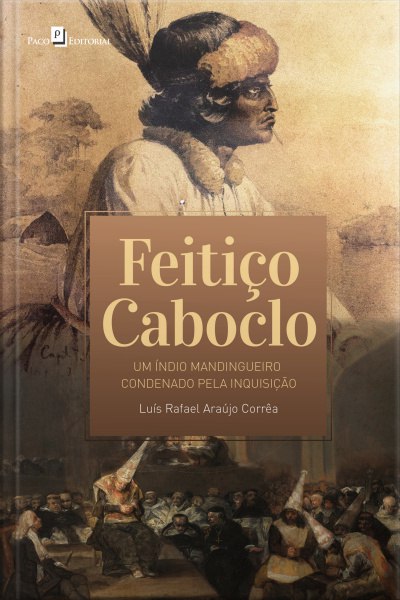 PACO P EDITORIAL
Feitiço
Caboclo
UM ÍNDIO MANDINGUEIRO
CONDENADO PELA INQUISIÇÃO
Luís Rafael Araújo Corrêa